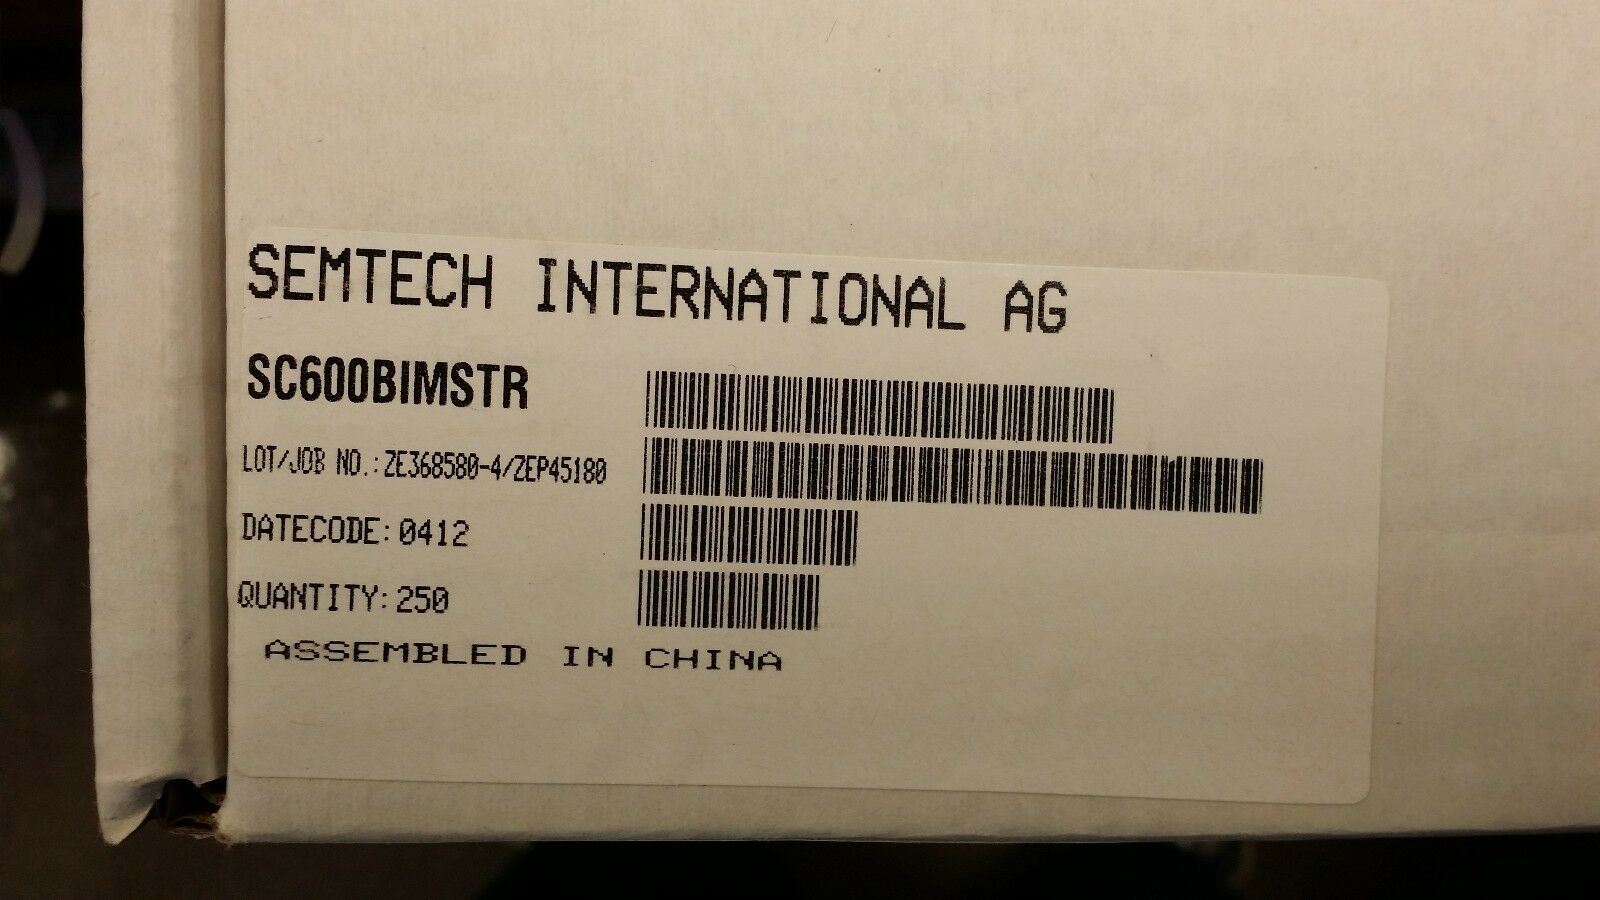 SEMTECH INTERNATIONAL AG
SC600BIMSTR
LOT/JOB NO.:ZE368580-4/ZEP45180
DATECODE:0412
QUANTITY:250
ASSEMBLED IN CHINA